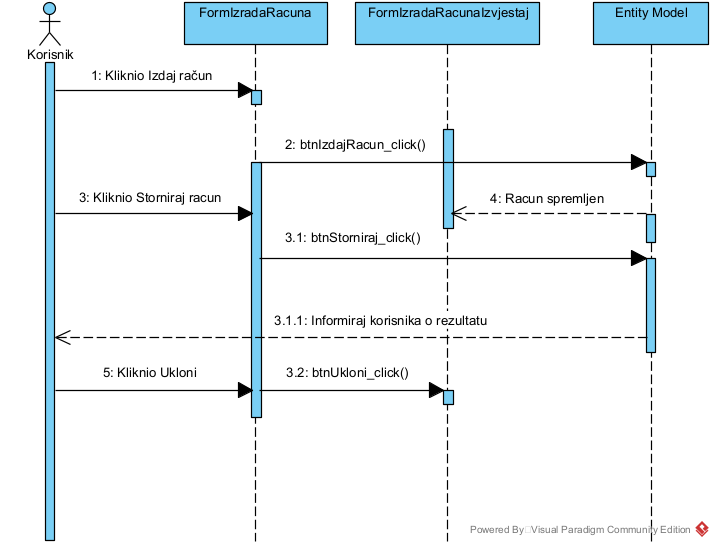 FormIzradaRacuna
FormIzradaRacunaIzvjestaj
Entity Model
Korisnik
1: Kliknio Izdaj račun
2: btnIzdajRacun_click()
3: Kliknio Storniraj racun
4: Racun spremljen
3.1: btnStorniraj_click()
3.1.1: Informiraj korisnika o rezultatu
5: Kliknio Ukloni
3.2: btnUkloni_click()
Powered By Visual Paradigm Community Edition